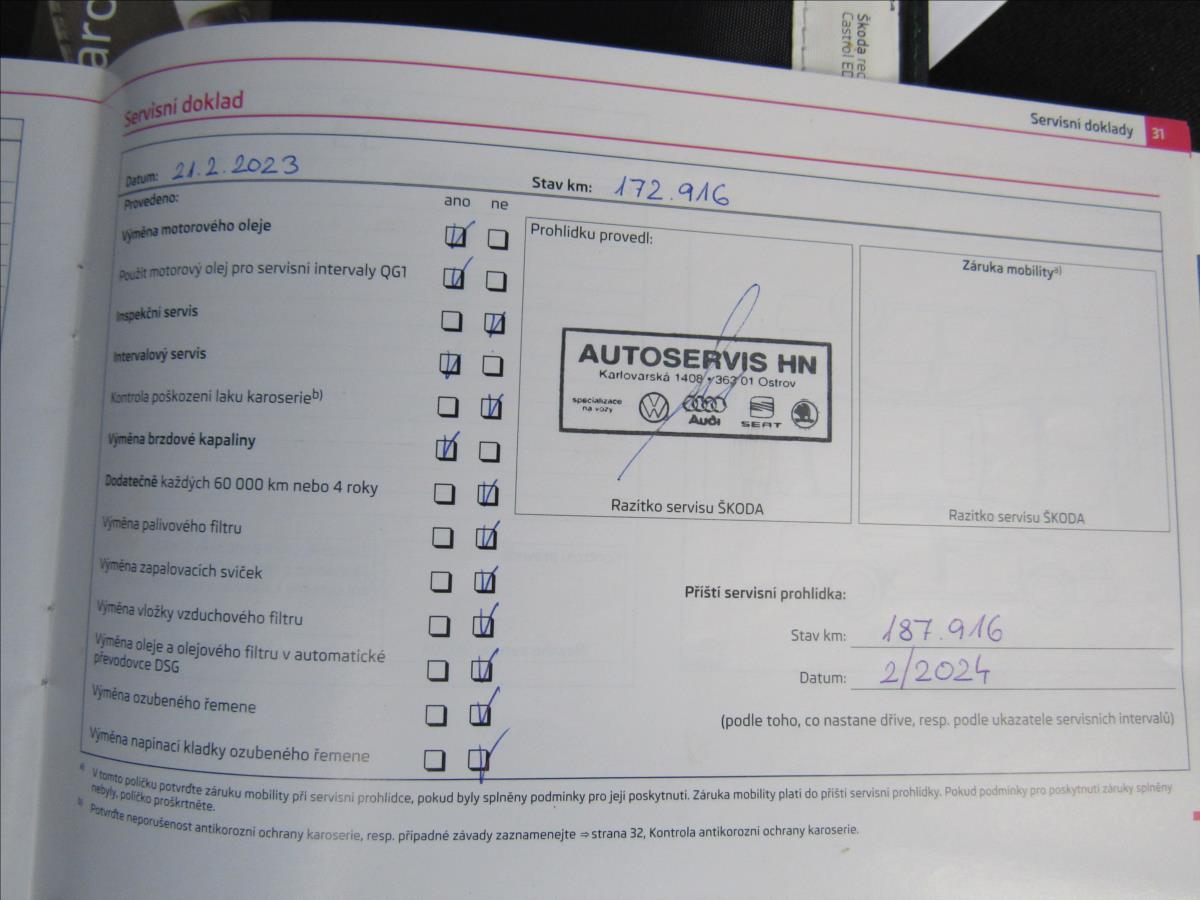 Škoda
Castrol
Servisní doklady 31
Servisní doklad
Datum: 21.2.2023 Stav km: 172.916
Provedeno: ano ne
Výměna motorového oleje
Použit motorový olej pro servisní intervaly QG1
Inspekční servis
Intervalový servis
Kontrola poškození laku karoserie b)
Výměna brzdové kapaliny
Dodatečně každých 60 000 km nebo 4 roky
Výměna palivového filtru
Výměna zapalovacích svíček
Výměna vložky vzduchového filtru
Výměna oleje a olejového filtru v automatické
převodovce DSG
Výměna ozubeného řemene
Výměna napínací kladky ozubeného řemene
Prohlídku provedl:
AUTOSERVIS HN
Karlovarská 1408 • 363 01 Ostrov
specializace
na vozy
Audi
SEAT
Razítko servisu ŠKODA
Záruka mobility a)
Razítko servisu ŠKODA
Příští servisní prohlídka:
Stav km: 187.916
Datum: 2/2024
(podle toho, co nastane dříve, resp. podle ukazatele servisních intervalů)
a) V tomto políčku potvrďte záruku mobility při servisní prohlídce, pokud byly splněny podmínky pro její poskytnutí. Záruka mobility platí do příští servisní prohlídky. Pokud podmínky pro poskytnutí záruky splněny
nebyly, políčko proškrtněte.
b) Potvrďte neporušenost antikorozní ochrany karoserie, resp. případné závady zaznamenejte ⇒ strana 32, Kontrola antikorozní ochrany karoserie.